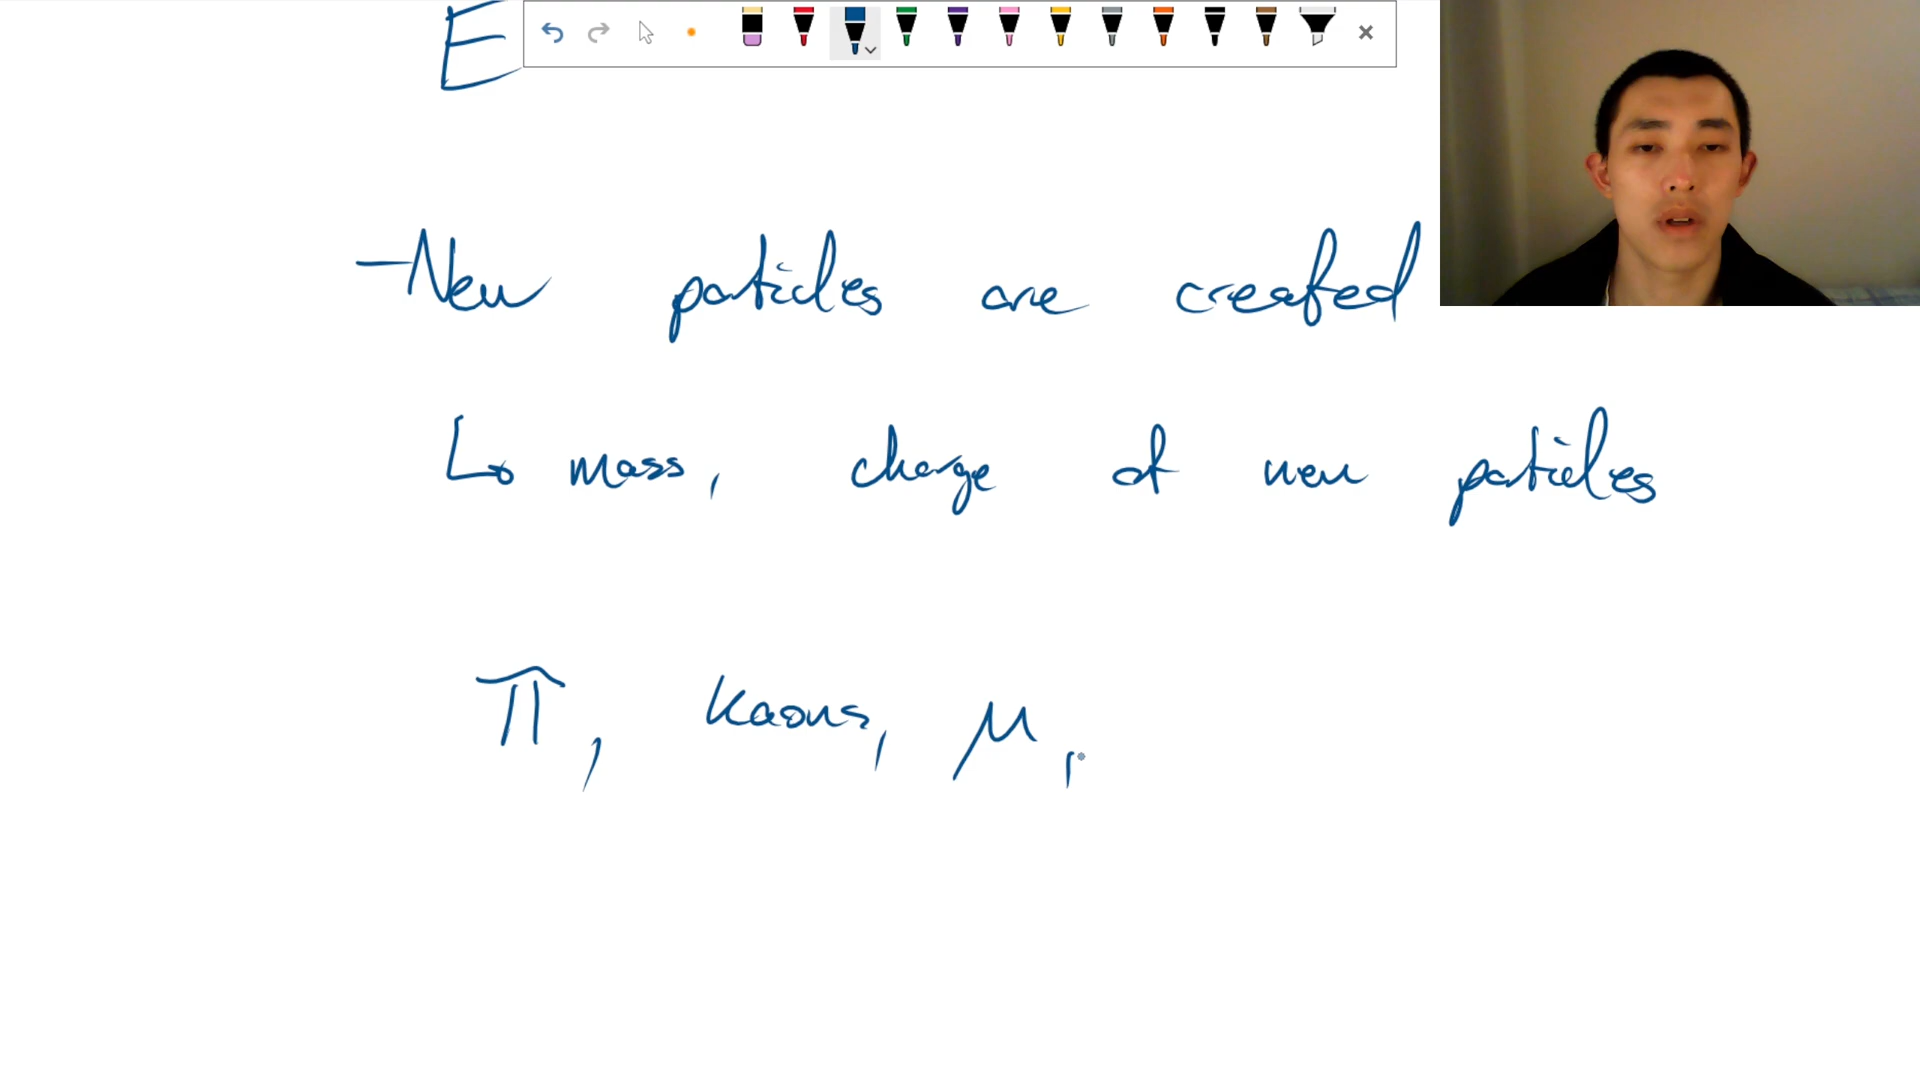 E
- New particles are created
↳ mass, charge of new particles
π, kaons, μ,